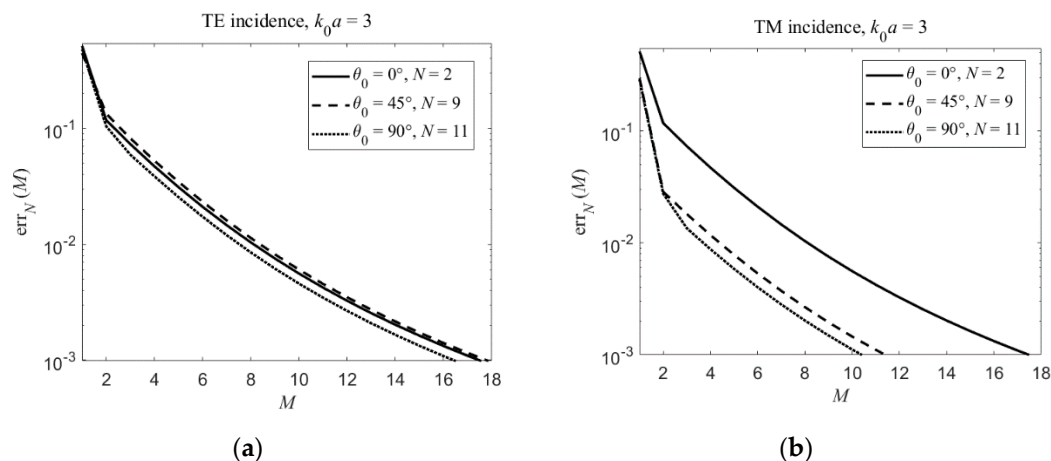 TE incidence, k₀a = 3
θ₀ = 0°, N = 2
θ₀ = 45°, N = 9
θ₀ = 90°, N = 11
err_N (M)
10⁻¹
10⁻²
10⁻³
2 4 6 8 10 12 14 16 18
M
(a)
TM incidence, k₀a = 3
θ₀ = 0°, N = 2
θ₀ = 45°, N = 9
θ₀ = 90°, N = 11
err_N (M)
10⁻¹
10⁻²
10⁻³
2 4 6 8 10 12 14 16 18
M
(b)